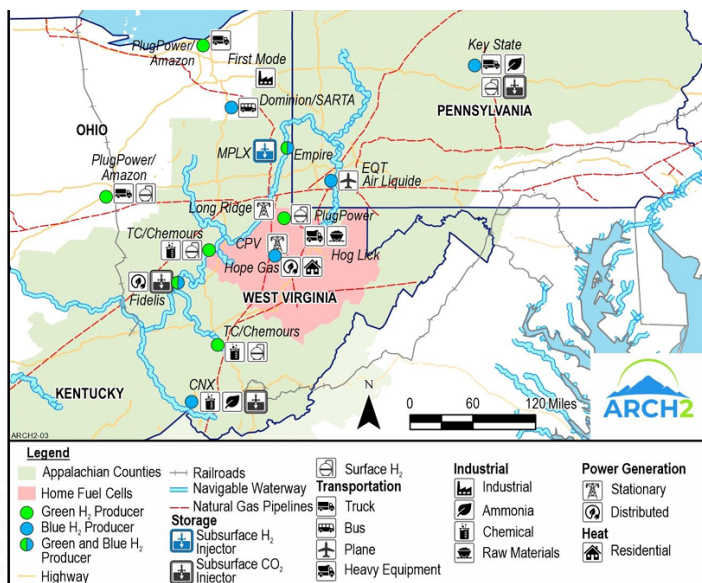 PlugPower/
Amazon
First Mode
Key State
Dominion/SARTA
PENNSYLVANIA
OHIO
MPLX
Empire
PlugPower/
Amazon
EQT
Air Liquide
Long Ridge
PlugPower
TC/Chemours
CPV
Hog Lick
Hope Gas
Fidelis
WEST VIRGINIA
TC/Chemours
KENTUCKY
CNX
N
0 60 120 Miles
ARCH2
ARCH2-03
Legend
Appalachian Counties
Home Fuel Cells
Green H₂ Producer
Blue H₂ Producer
Green and Blue H₂
Producer
Highway
Railroads
Navigable Waterway
Natural Gas Pipelines
Storage
Subsurface H₂
Injector
Subsurface CO₂
Injector
Surface H₂
Transportation
Truck
Bus
Plane
Heavy Equipment
Industrial
Industrial
Ammonia
Chemical
Raw Materials
Power Generation
Stationary
Distributed
Heat
Residential